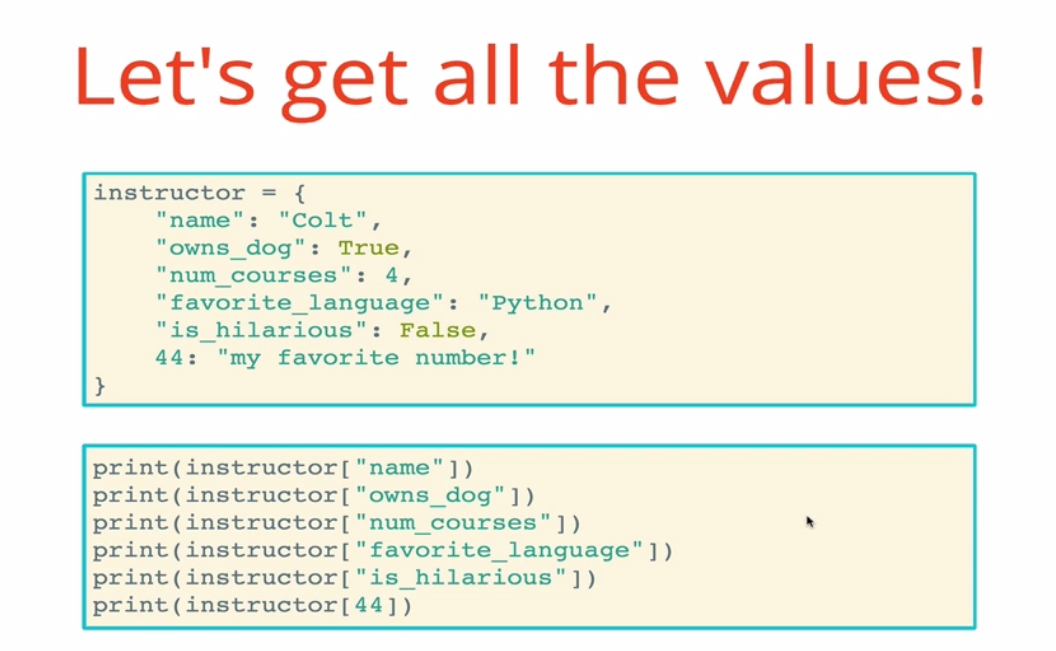 Let's get all the values!
instructor = {
    "name": "Colt",
    "owns_dog": True,
    "num_courses": 4,
    "favorite_language": "Python",
    "is_hilarious": False,
    44: "my favorite number!"
}
print(instructor["name"])
print(instructor["owns_dog"])
print(instructor["num_courses"])
print(instructor["favorite_language"])
print(instructor["is_hilarious"])
print(instructor[44])